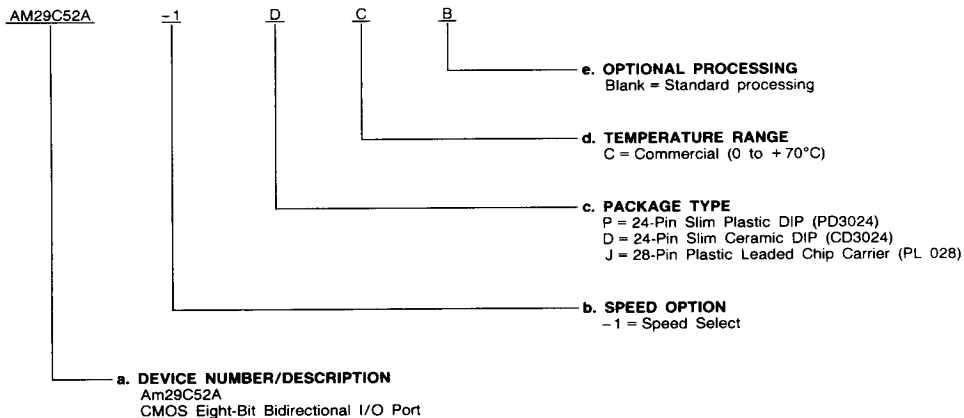 AM29C52A -1 D C B
e. OPTIONAL PROCESSING
Blank = Standard processing
d. TEMPERATURE RANGE
C = Commercial (0 to +70°C)
c. PACKAGE TYPE
P = 24-Pin Slim Plastic DIP (PD3024)
D = 24-Pin Slim Ceramic DIP (CD3024)
J = 28-Pin Plastic Leaded Chip Carrier (PL 028)
b. SPEED OPTION
-1 = Speed Select
a. DEVICE NUMBER/DESCRIPTION
Am29C52A
CMOS Eight-Bit Bidirectional I/O Port